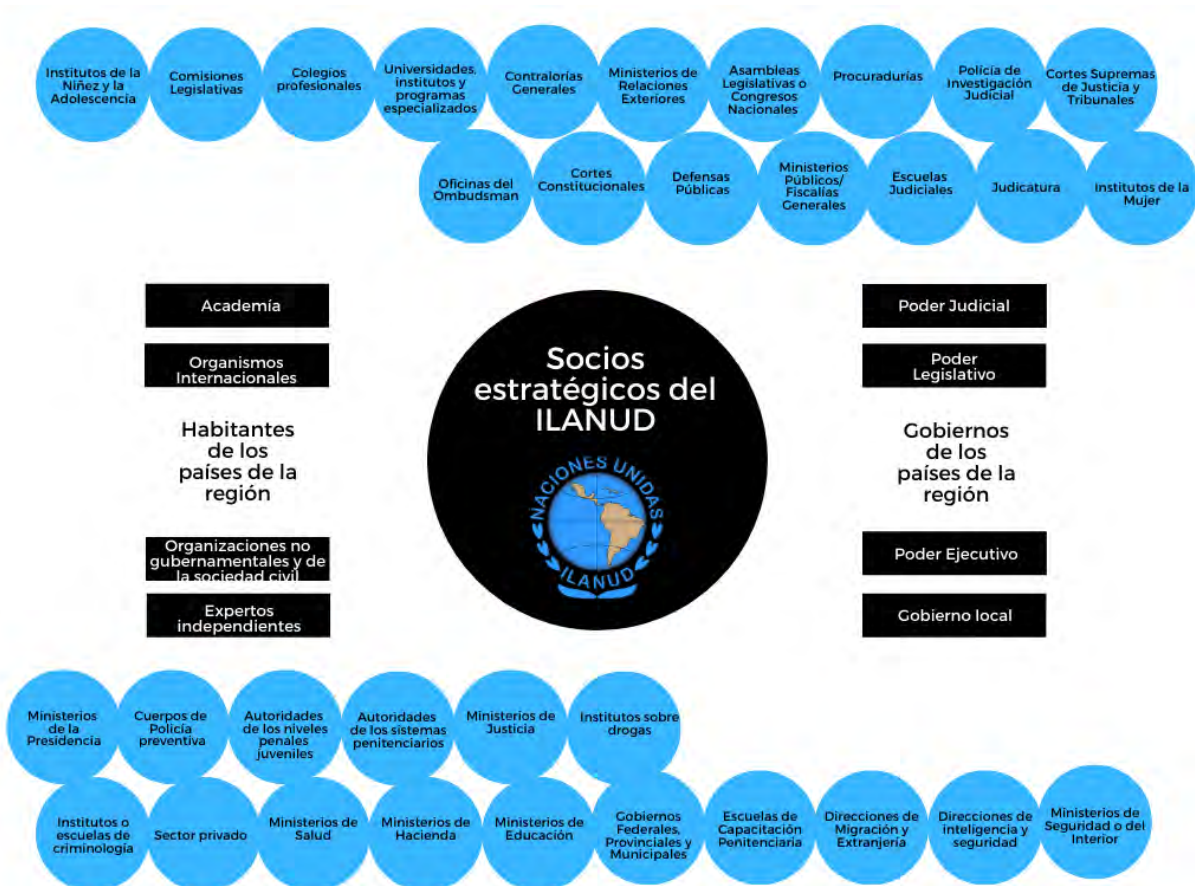 Institutos de la
Niñez y la
Adolescencia
Comisiones
Legislativas
Colegios
profesionales
Universidades,
institutos y
programas
especializados
Contralorías
Generales
Ministerios de
Relaciones
Exteriores
Asambleas
Legislativas o
Congresos
Nacionales
Procuradurías
Policía de
Investigación
Judicial
Cortes Supremas
de Justicia y
Tribunales
Oficinas del
Ombudsman
Cortes
Constitucionales
Defensas
Públicas
Ministerios
Públicos/
Fiscalías
Generales
Escuelas
Judiciales
Judicatura
Institutos de la
Mujer
Academía
Organismos
Internacionales
Habitantes
de los
países de la
región
Organizaciones no
gubernamentales y de
la sociedad civil
Expertos
independientes
Socios
estratégicos del
ILANUD
NACIONES UNIDAS
ILANUD
Poder Judicial
Poder
Legislativo
Gobiernos
de los
países de la
región
Poder Ejecutivo
Gobierno local
Ministerios
de la
Presidencia
Cuerpos de
Policía
preventiva
Autoridades
de los niveles
penales
juveniles
Autoridades
de los sistemas
penitenciarios
Ministerios de
Justicia
Institutos sobre
drogas
Institutos o
escuelas de
criminología
Sector privado
Ministerios de
Salud
Ministerios de
Hacienda
Ministerios de
Educación
Gobiernos
Federales,
Provinciales y
Municipales
Escuelas de
Capacitación
Penitenciaria
Direcciones de
Migración y
Extranjería
Direcciones de
inteligencia y
seguridad
Ministerios de
Seguridad o del
Interior